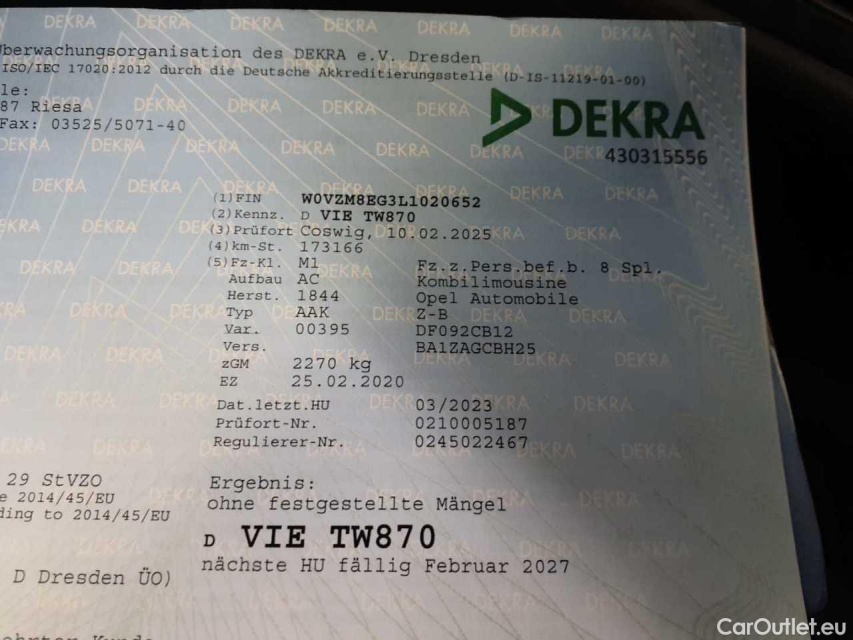 Überwachungsorganisation des DEKRA e.V. Dresden
ISO/IEC 17020:2012 durch die Deutsche Akkreditierungsstelle (D-IS-11219-01-00)
le:
87 Riesa
Fax: 03525/5071-40
DEKRA
430315556
(1)FIN W0VZM8EG3L1020652
(2)Kennz. D VIE TW870
(3)Prüfort Coswig, 10.02.2025
(4)km-St. 173166
(5)Fz-Kl. M1 Fz.z.Pers.bef.b. 8 Spl.
Aufbau AC Kombilimousine
Herst. 1844 Opel Automobile
Typ AAK Z-B
Var. 00395 DF092CB12
Vers. BA1ZAGCBH25
zGM 2270 kg
EZ 25.02.2020
Dat.letzt.HU 03/2023
Prüfort-Nr. 0210005187
Regulierer-Nr. 0245022467
29 StVZO
e 2014/45/EU
ding to 2014/45/EU
Ergebnis:
ohne festgestellte Mängel
D VIE TW870
nächste HU fällig Februar 2027
D Dresden ÜO)
CarOutlet.eu